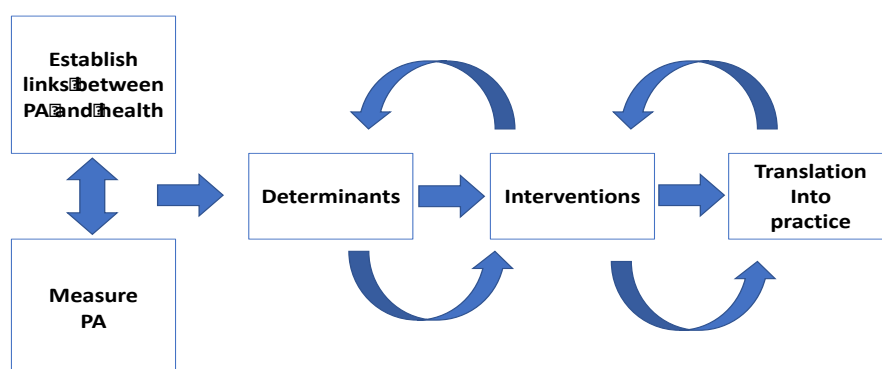 Establish
links between
PA and health
Measure
PA
Determinants
Interventions
Translation
Into
practice